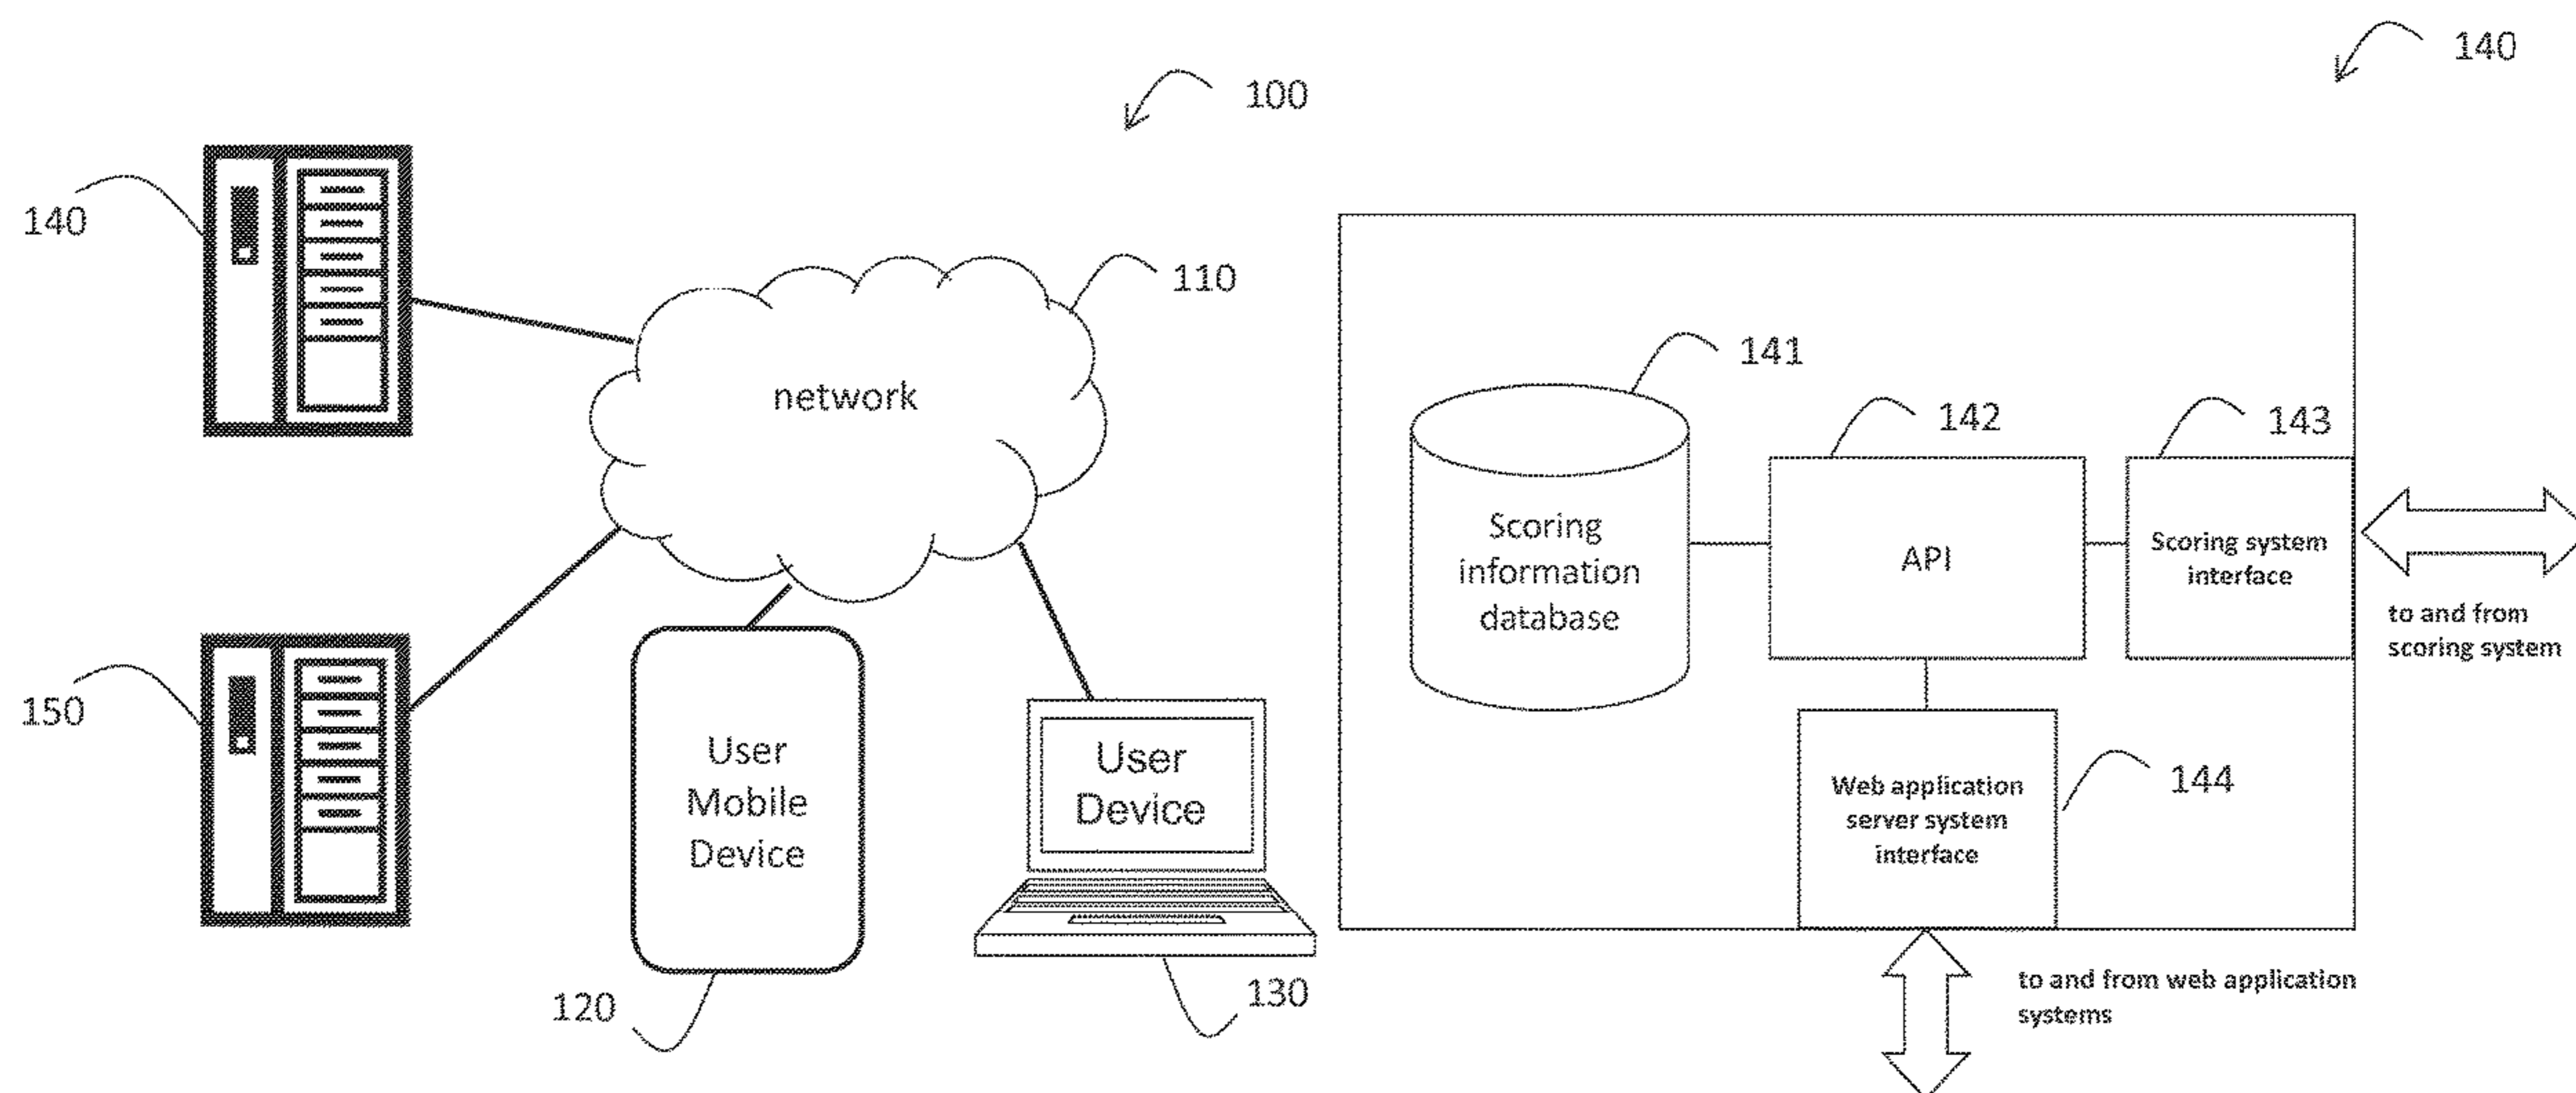 100
140
110
network
150
User
Mobile
Device
120
User
Device
130
140
141
142
143
Scoring
information
database
API
Scoring system
interface
to and from
scoring system
Web application
server system
interface
144
to and from web application
systems